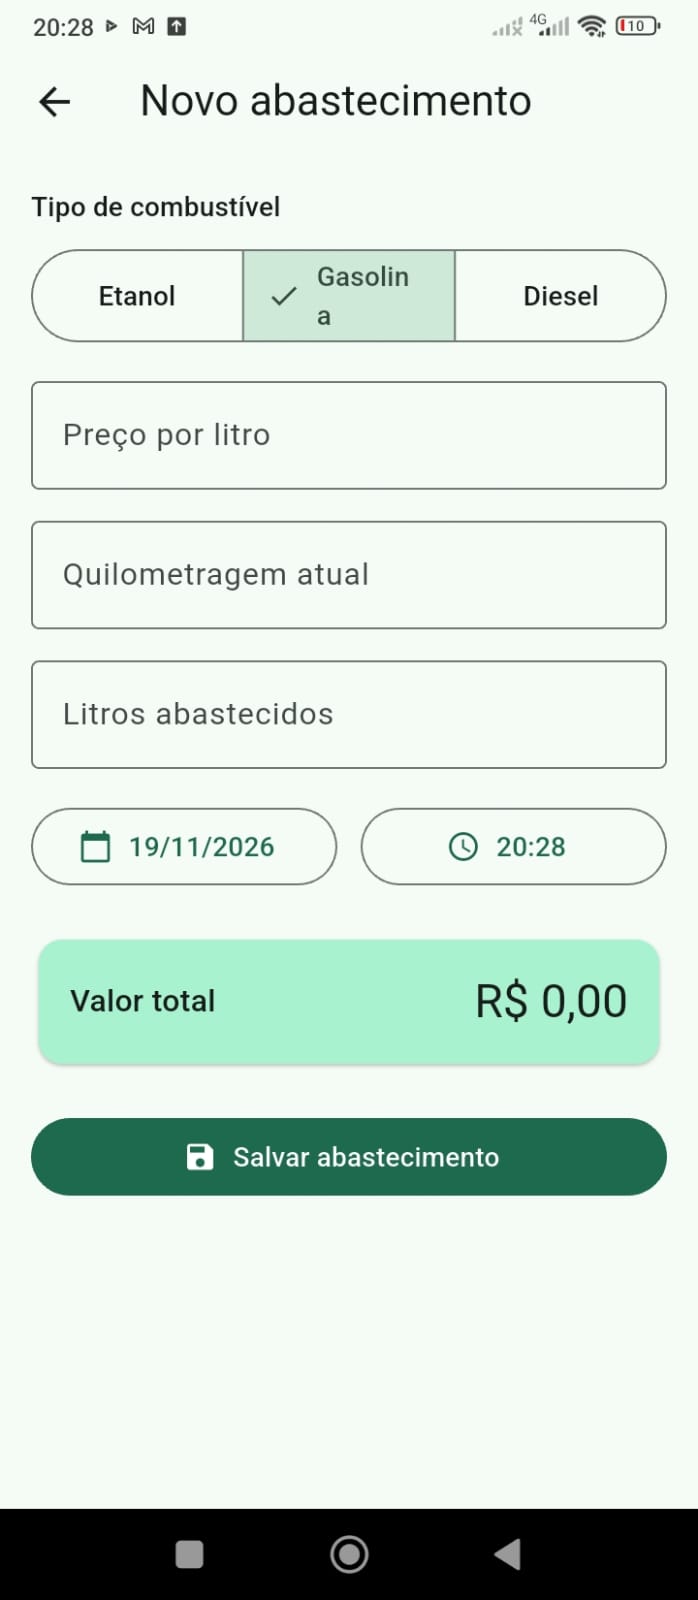 20:28
4G
10
Novo abastecimento
Tipo de combustível
Etanol
Gasolin
a
Diesel
Preço por litro
Quilometragem atual
Litros abastecidos
19/11/2026
20:28
Valor total
R$ 0,00
Salvar abastecimento